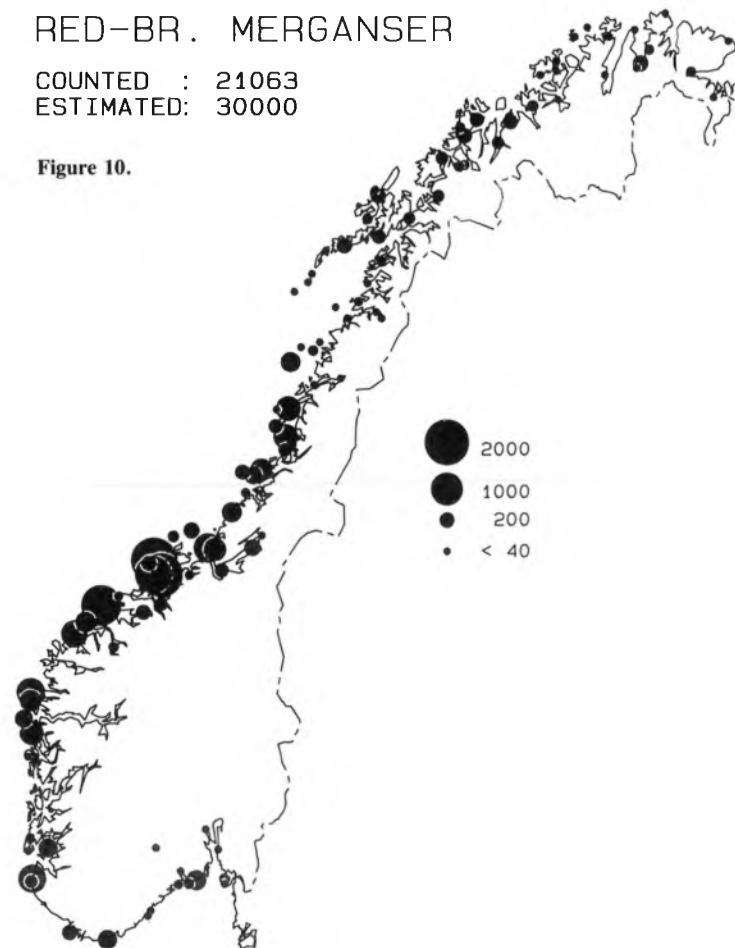 RED-BR. MERGANSER
COUNTED : 21063
ESTIMATED: 30000
Figure 10.
2000
1000
200
< 40